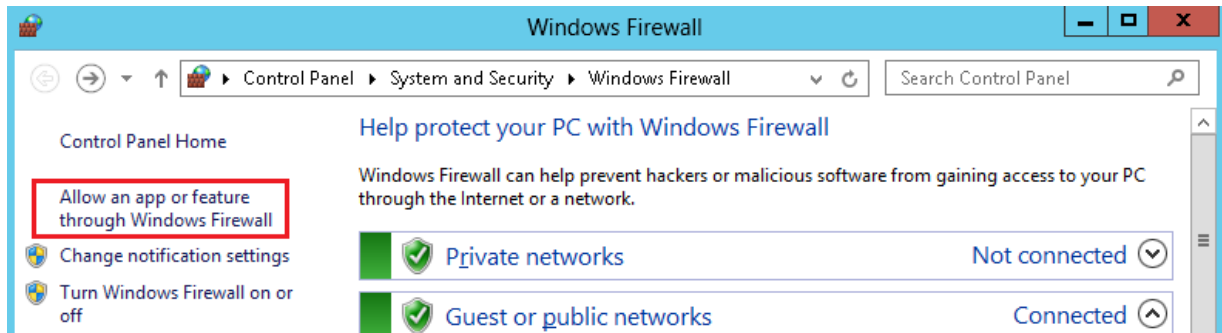 Windows Firewall
Control Panel ▸ System and Security ▸ Windows Firewall
Search Control Panel
Control Panel Home
Allow an app or feature
through Windows Firewall
Change notification settings
Turn Windows Firewall on or
off
Help protect your PC with Windows Firewall
Windows Firewall can help prevent hackers or malicious software from gaining access to your PC
through the Internet or a network.
Private networks
Not connected
Guest or public networks
Connected